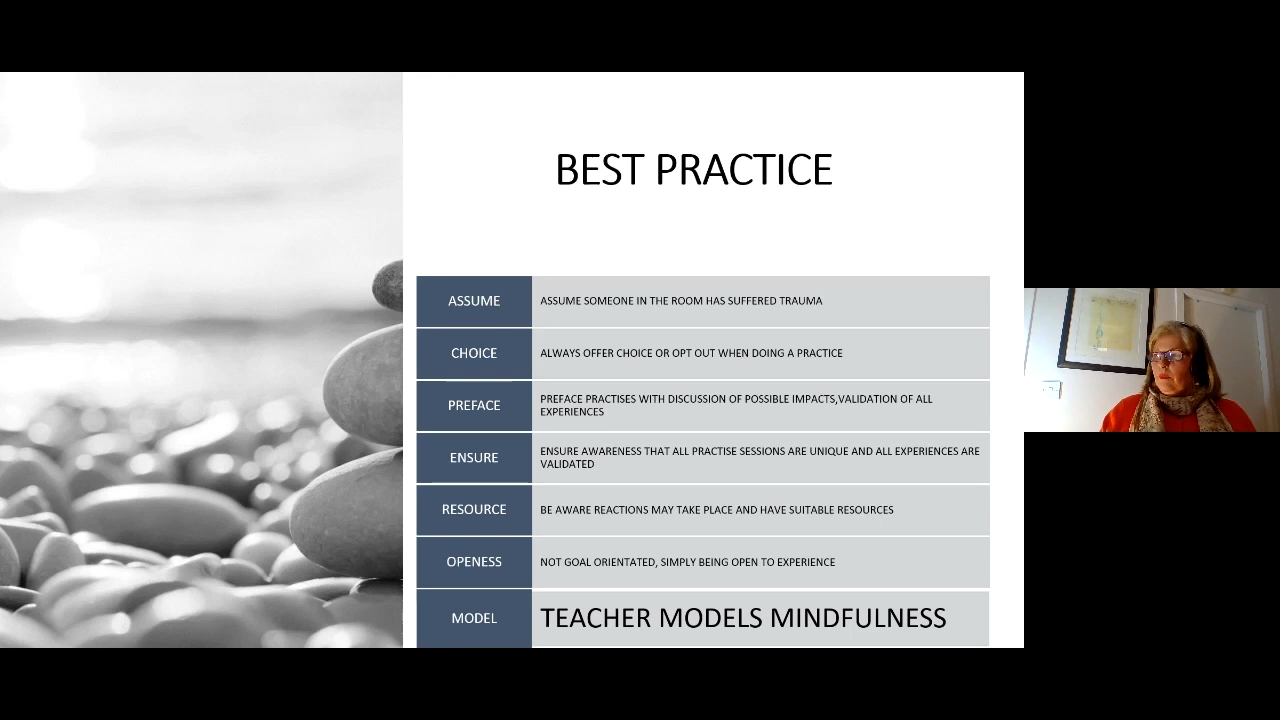 BEST PRACTICE
ASSUME
ASSUME SOMEONE IN THE ROOM HAS SUFFERED TRAUMA
CHOICE
ALWAYS OFFER CHOICE OR OPT OUT WHEN DOING A PRACTICE
PREFACE
PREFACE PRACTISES WITH DISCUSSION OF POSSIBLE IMPACTS,VALIDATION OF ALL
EXPERIENCES
ENSURE
ENSURE AWARENESS THAT ALL PRACTISE SESSIONS ARE UNIQUE AND ALL EXPERIENCES ARE
VALIDATED
RESOURCE
BE AWARE REACTIONS MAY TAKE PLACE AND HAVE SUITABLE RESOURCES
OPENESS
NOT GOAL ORIENTATED, SIMPLY BEING OPEN TO EXPERIENCE
MODEL
TEACHER MODELS MINDFULNESS